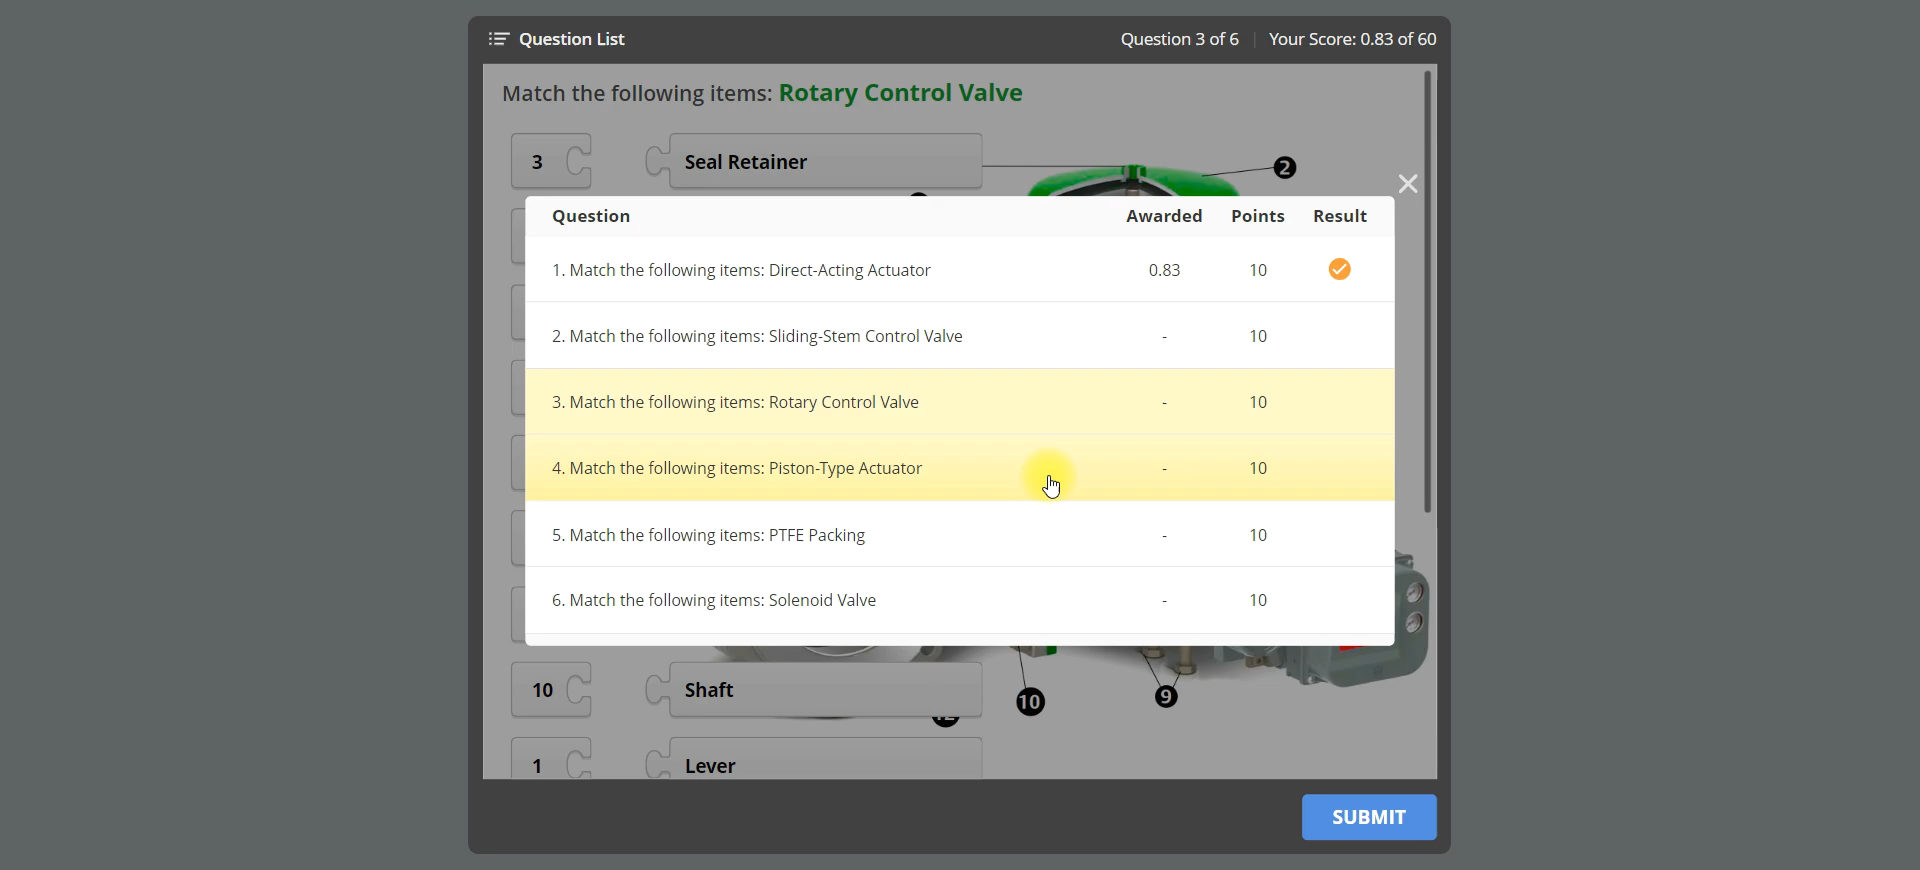 Question List
Question 3 of 6
Your Score: 0.83 of 60
Match the following items: Rotary Control Valve
3
Seal Retainer
2
Question Awarded Points Result
1. Match the following items: Direct-Acting Actuator 0.83 10
2. Match the following items: Sliding-Stem Control Valve - 10
3. Match the following items: Rotary Control Valve - 10
4. Match the following items: Piston-Type Actuator - 10
5. Match the following items: PTFE Packing - 10
6. Match the following items: Solenoid Valve - 10
10
Shaft
10
9
1
Lever
SUBMIT